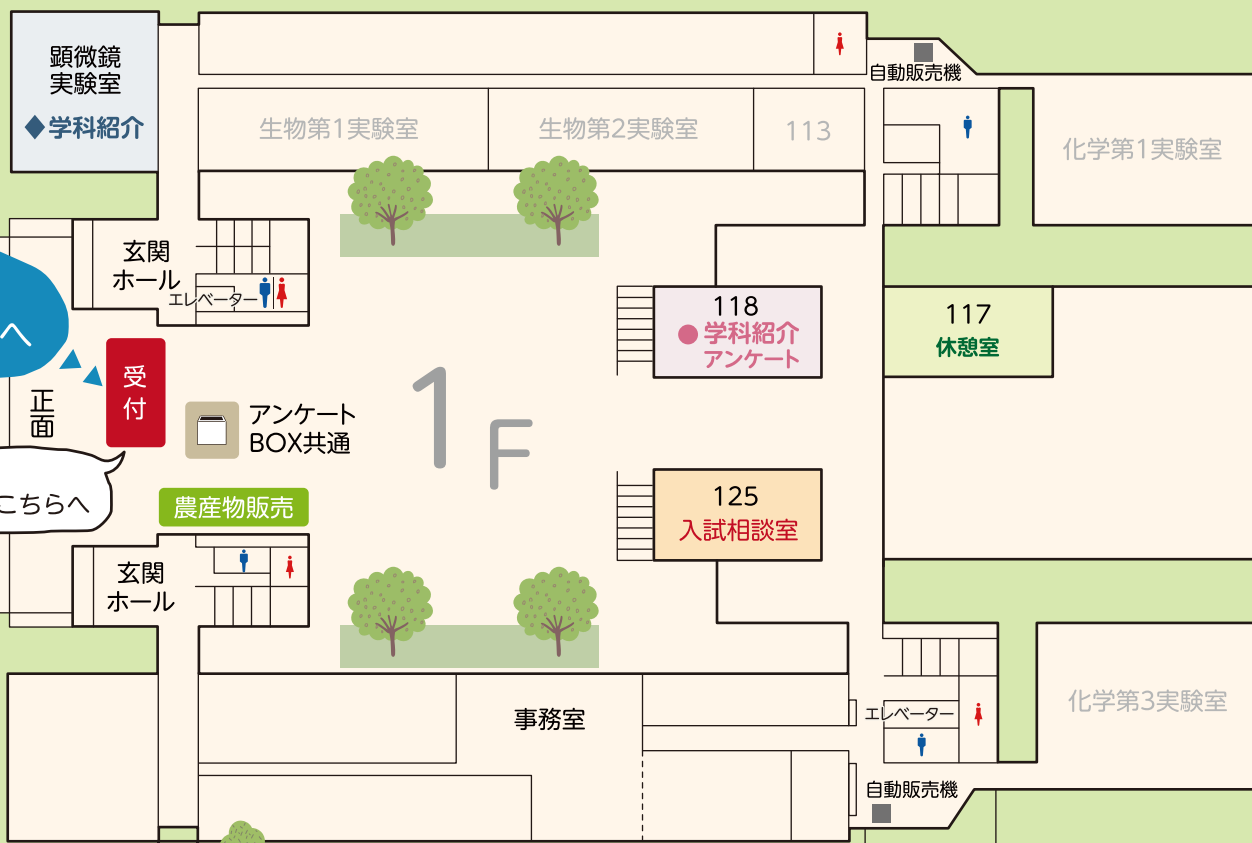 顕微鏡
実験室
◆学科紹介
自動販売機
生物第1実験室
生物第2実験室
113
化学第1実験室
玄関
ホール
エレベーター
118
●学科紹介
アンケート
117
休憩室
へ
受
付
正
面
アンケート
BOX共通
1F
こちらへ
農産物販売
125
入試相談室
玄関
ホール
事務室
エレベーター
化学第3実験室
自動販売機